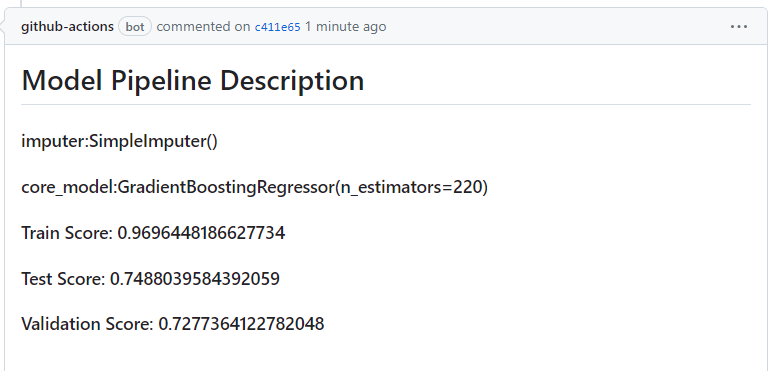 github-actions bot commented on c411e65 1 minute ago ...
Model Pipeline Description
imputer:SimpleImputer()
core_model:GradientBoostingRegressor(n_estimators=220)
Train Score: 0.9696448186627734
Test Score: 0.7488039584392059
Validation Score: 0.7277364122782048